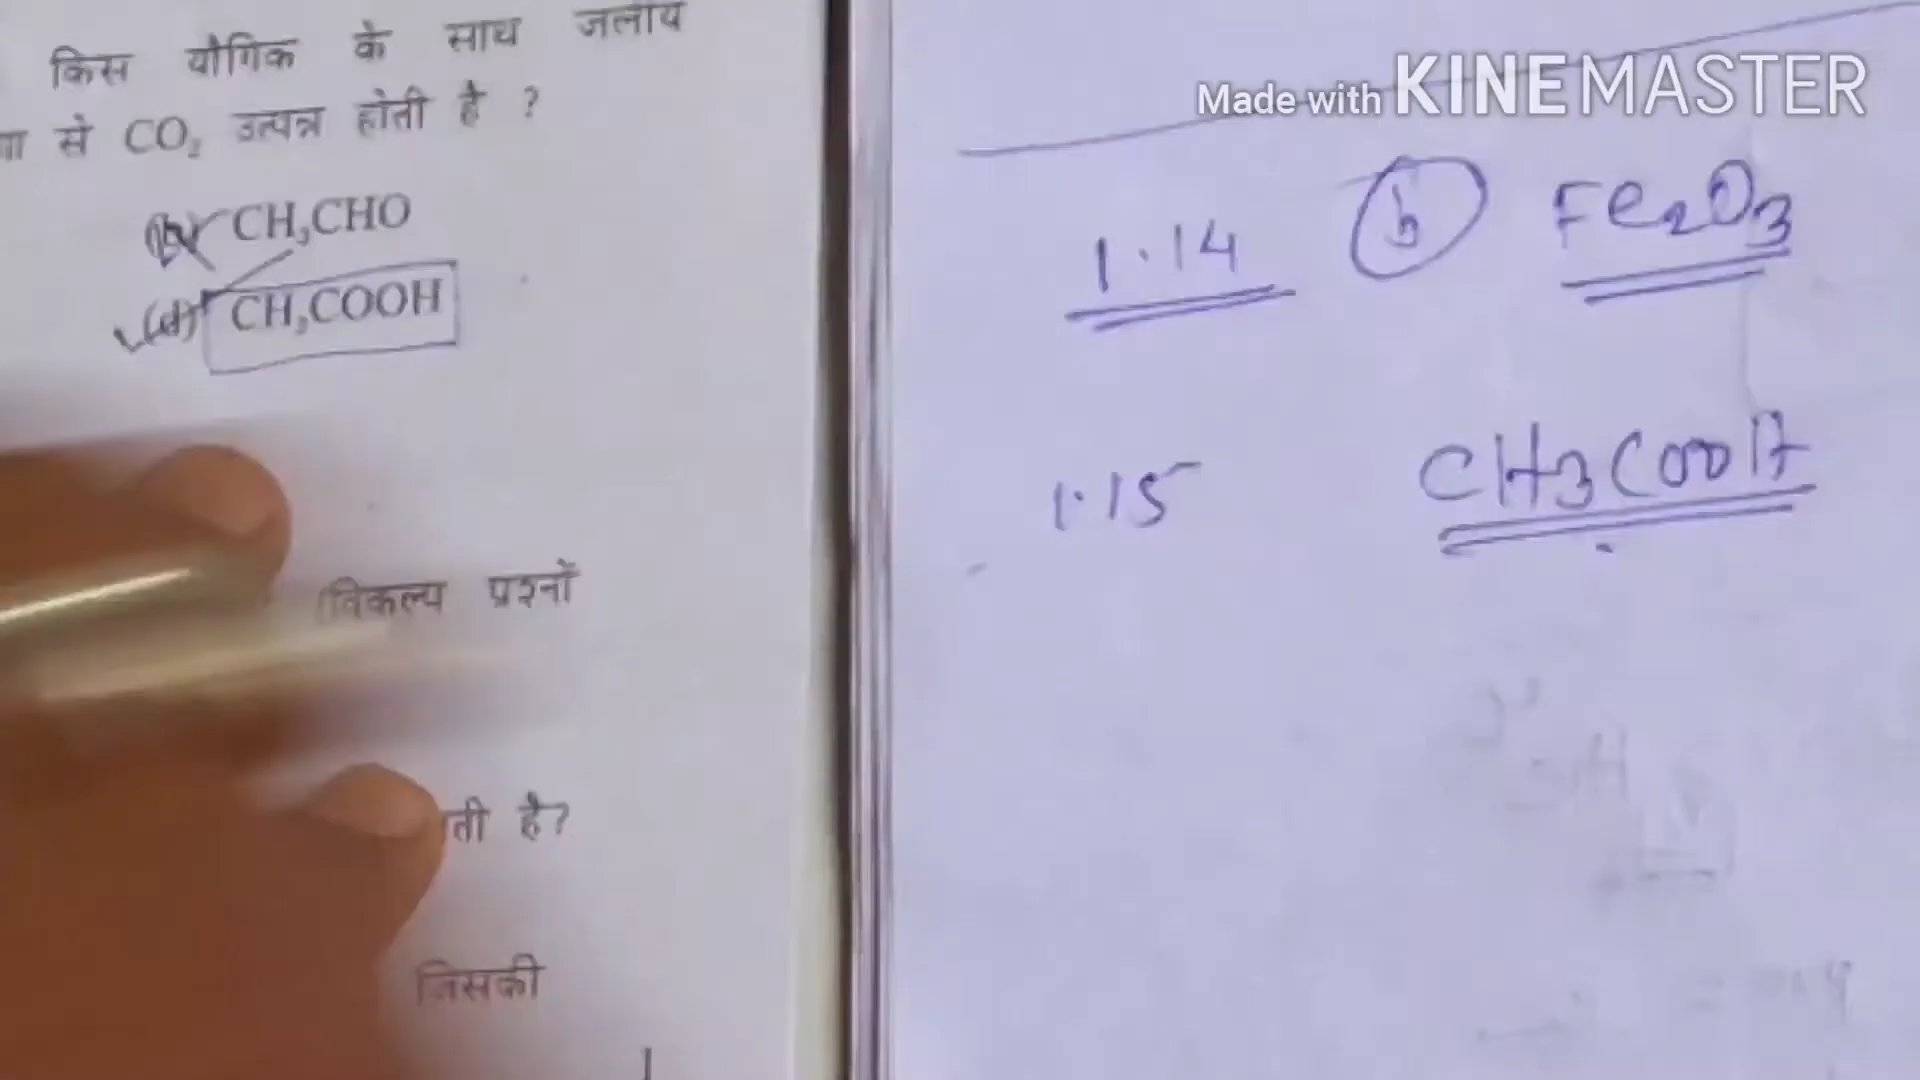 किस यौगिक के साथ जलीय
से CO₂ उत्पन्न होती है ?
(b) CH₃CHO
(d) CH₃COOH
विकल्प प्रश्नों
ती है?
जिसकी
Made with KINEMASTER
1.14 (b) Fe₂O₃
1.15 CH₃COOH